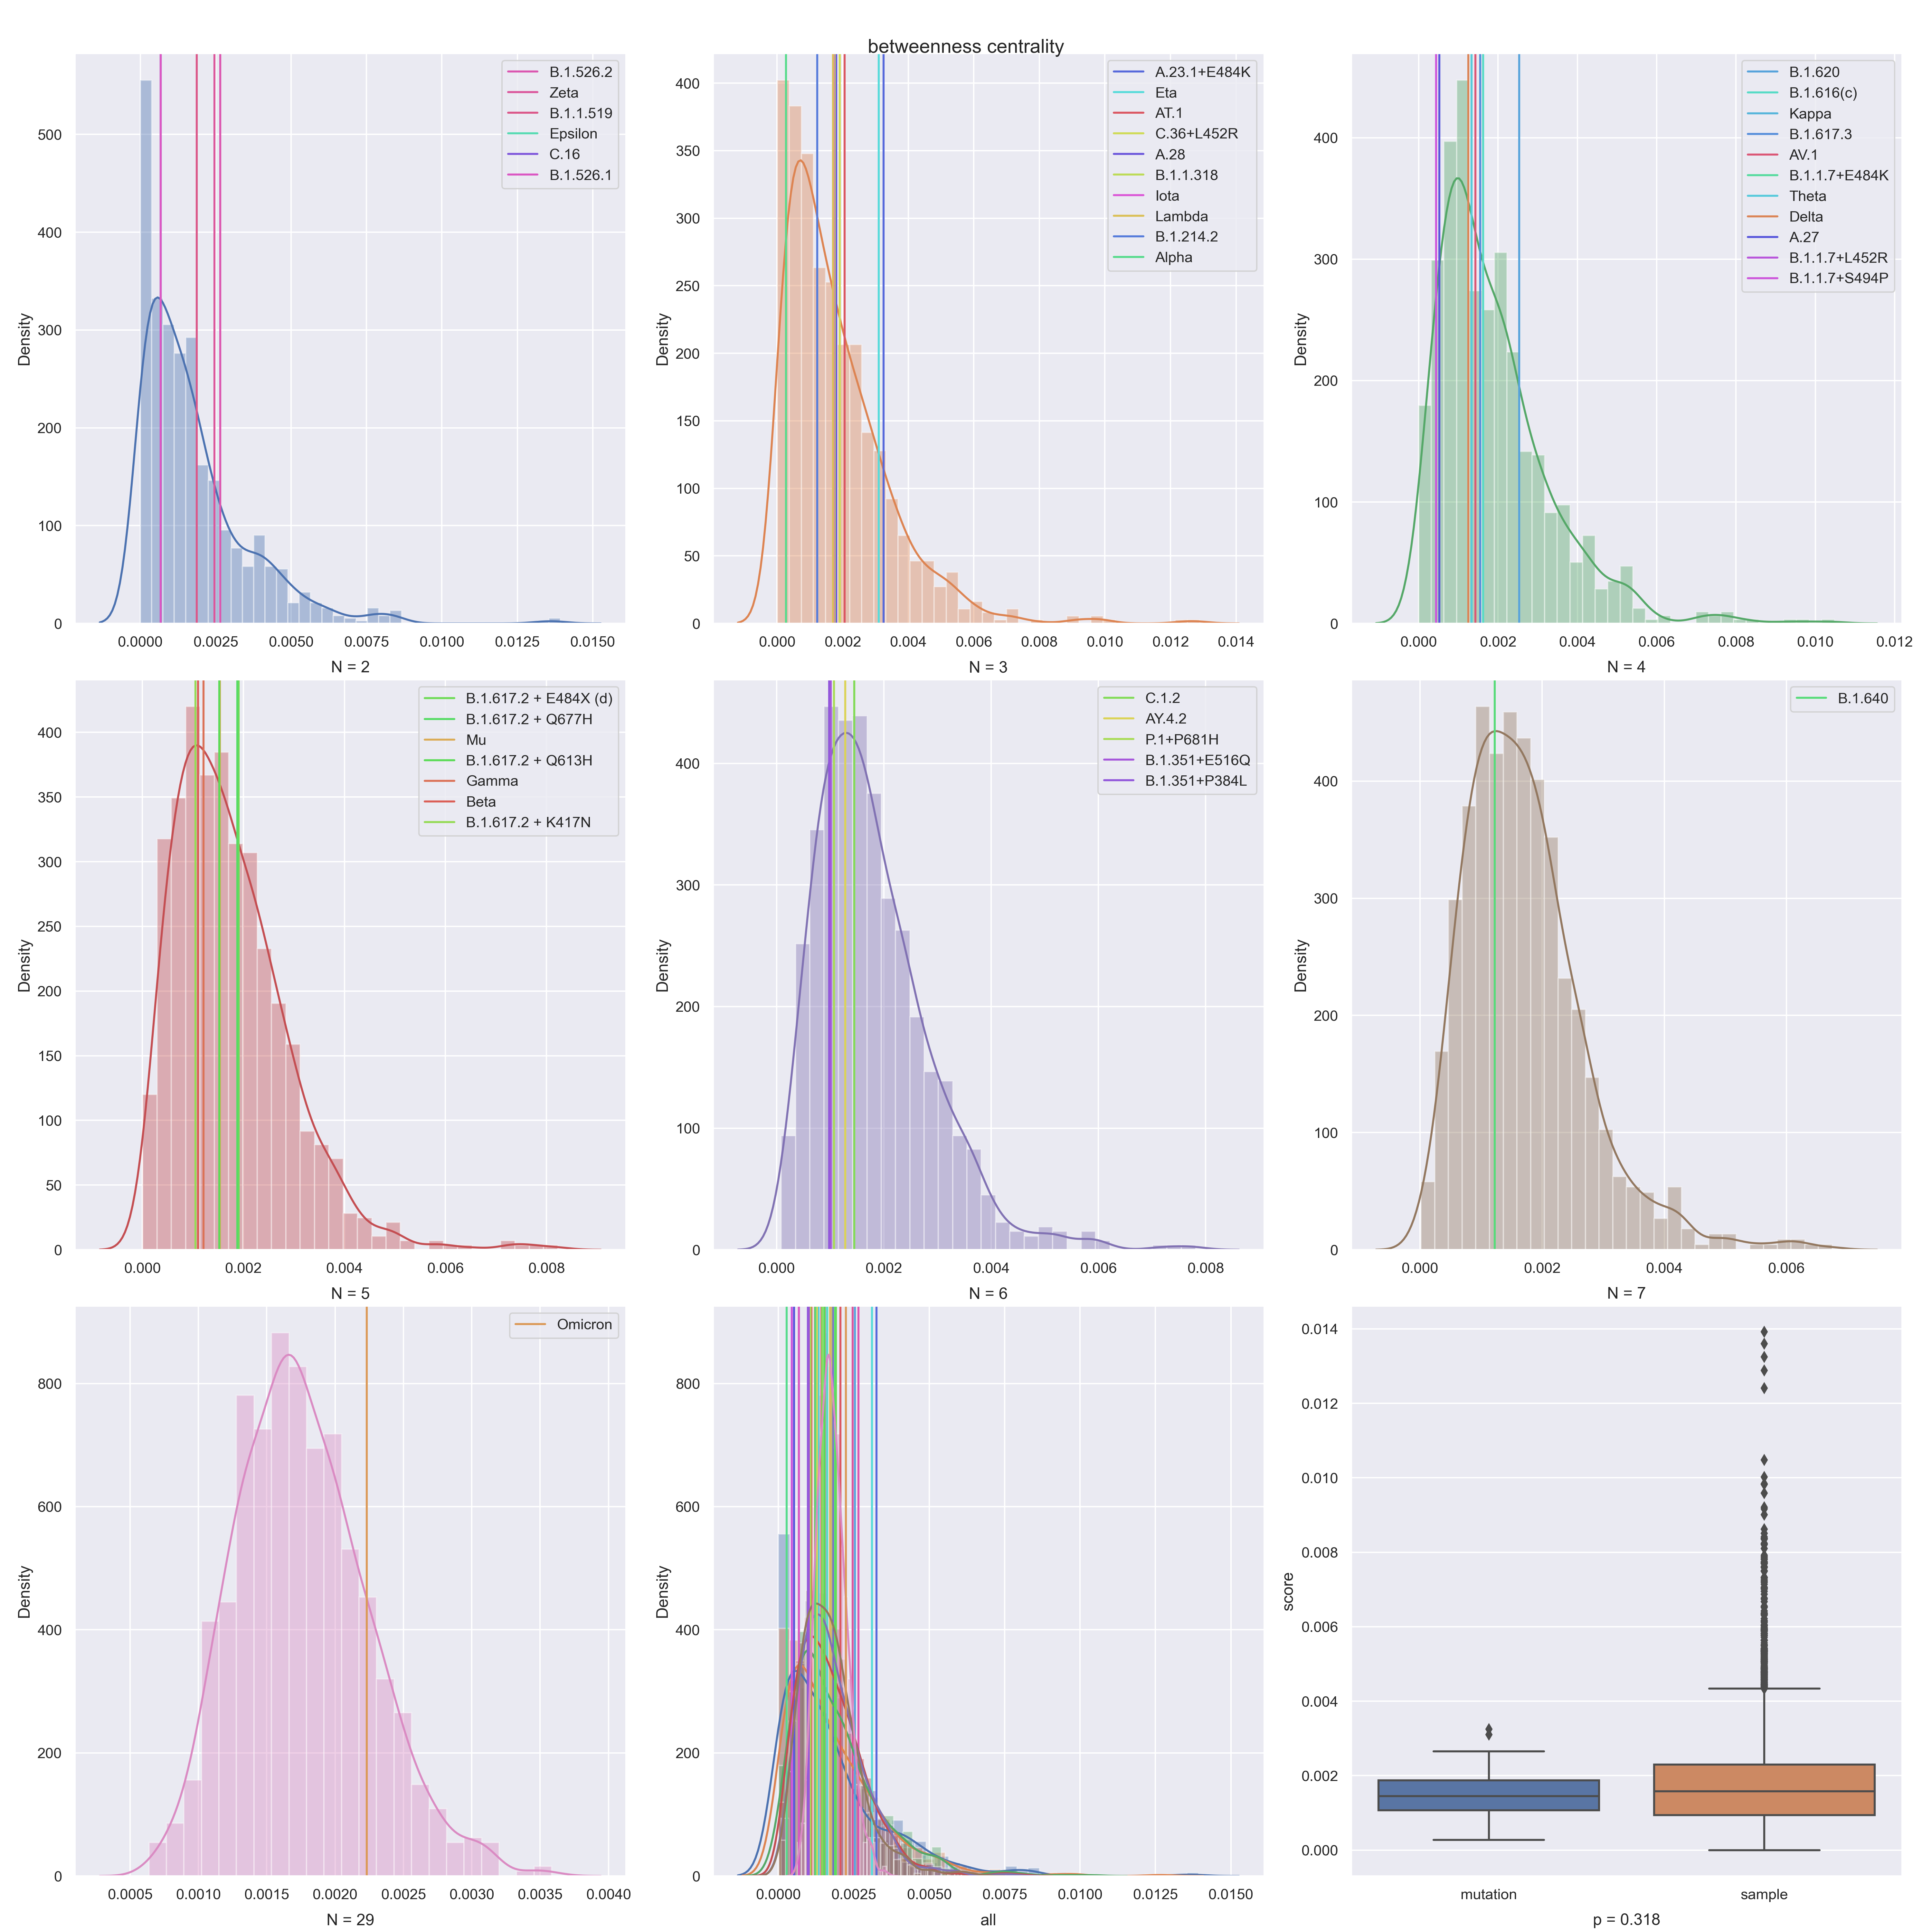 betweenness centrality
Density
0
100
200
300
400
500
B.1.526.2
Zeta
B.1.1.519
Epsilon
C.16
B.1.526.1
0.0000 0.0025 0.0050 0.0075 0.0100 0.0125 0.0150
N = 2
Density
0
50
100
150
200
250
300
350
400
A.23.1+E484K
Eta
AT.1
C.36+L452R
A.28
B.1.1.318
Iota
Lambda
B.1.214.2
Alpha
0.000 0.002 0.004 0.006 0.008 0.010 0.012 0.014
N = 3
Density
0
100
200
300
400
B.1.620
B.1.616(c)
Kappa
B.1.617.3
AV.1
B.1.1.7+E484K
Theta
Delta
A.27
B.1.1.7+L452R
B.1.1.7+S494P
0.000 0.002 0.004 0.006 0.008 0.010 0.012
N = 4
Density
0
50
100
150
200
250
300
350
400
B.1.617.2 + E484X (d)
B.1.617.2 + Q677H
Mu
B.1.617.2 + Q613H
Gamma
Beta
B.1.617.2 + K417N
0.000 0.002 0.004 0.006 0.008
N = 5
Density
0
100
200
300
400
C.1.2
AY.4.2
P.1+P681H
B.1.351+E516Q
B.1.351+P384L
0.000 0.002 0.004 0.006 0.008
N = 6
Density
0
100
200
300
400
B.1.640
0.000 0.002 0.004 0.006
N = 7
Density
0
200
400
600
800
Omicron
0.0005 0.0010 0.0015 0.0020 0.0025 0.0030 0.0035 0.0040
N = 29
Density
0
200
400
600
800
0.0000 0.0025 0.0050 0.0075 0.0100 0.0125 0.0150
all
score
0.000
0.002
0.004
0.006
0.008
0.010
0.012
0.014
mutation sample
p = 0.318